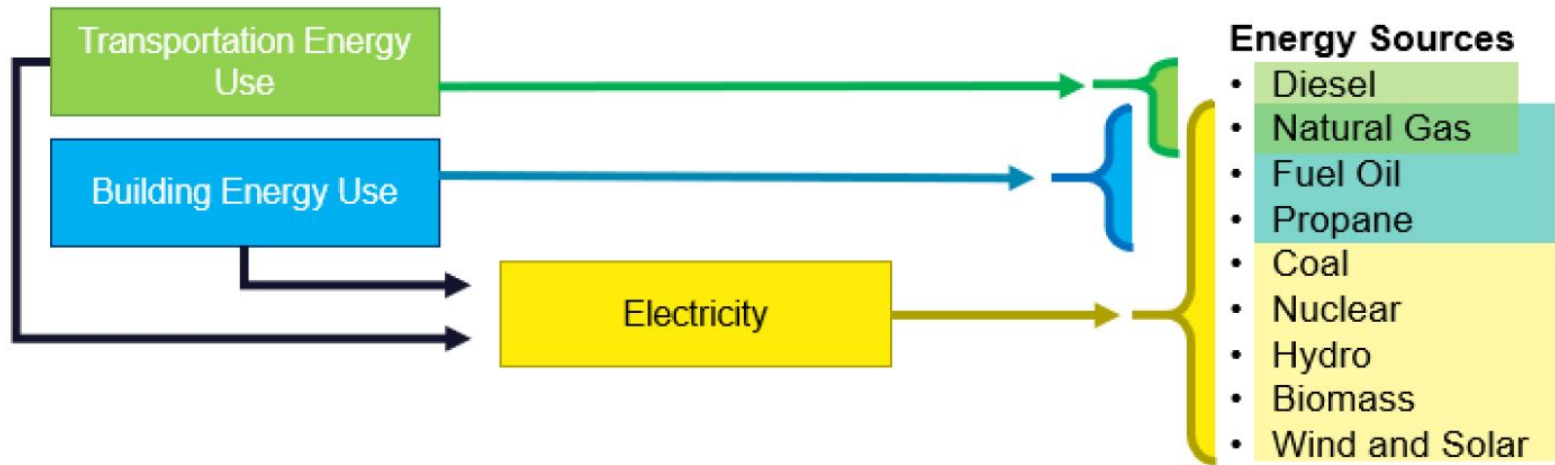 Transportation Energy
Use
Building Energy Use
Electricity
Energy Sources
• Diesel
• Natural Gas
• Fuel Oil
• Propane
• Coal
• Nuclear
• Hydro
• Biomass
• Wind and Solar